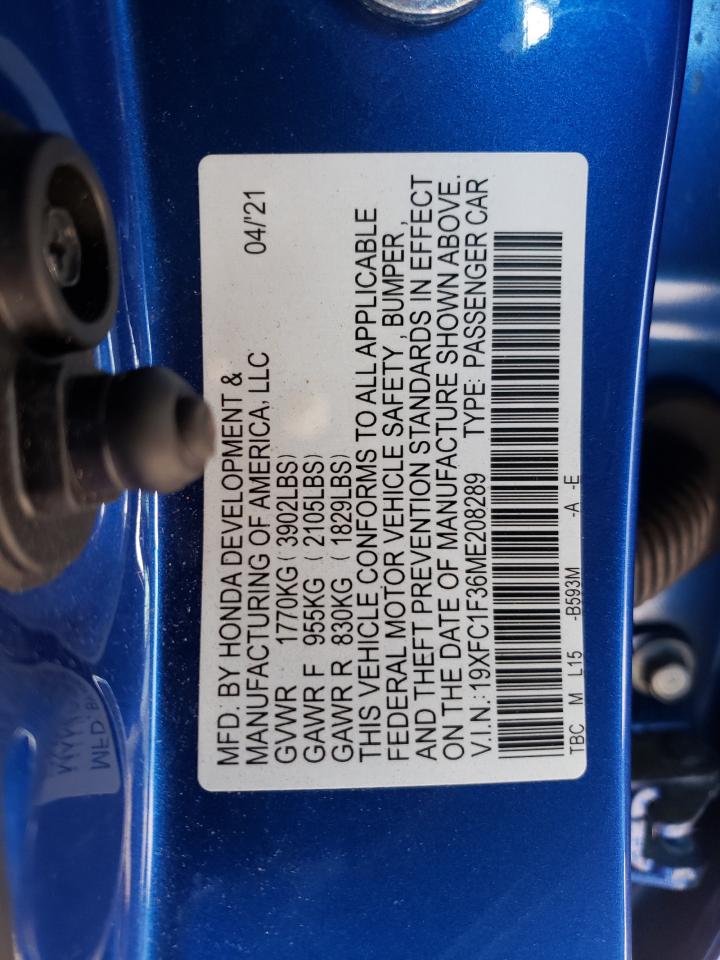 MFD. BY HONDA DEVELOPMENT &
MANUFACTURING OF AMERICA, LLC 04/'21
GVWR 1770KG (3902LBS)
GAWR F 955KG (2105LBS)
GAWR R 830KG (1829LBS)
THIS VEHICLE CONFORMS TO ALL APPLICABLE
FEDERAL MOTOR VEHICLE SAFETY, BUMPER,
AND THEFT PREVENTION STANDARDS IN EFFECT
ON THE DATE OF MANUFACTURE SHOWN ABOVE.
V.I.N.:19XFC1F36ME208289 TYPE: PASSENGER CAR
TBC M L15 -B593M -A -E